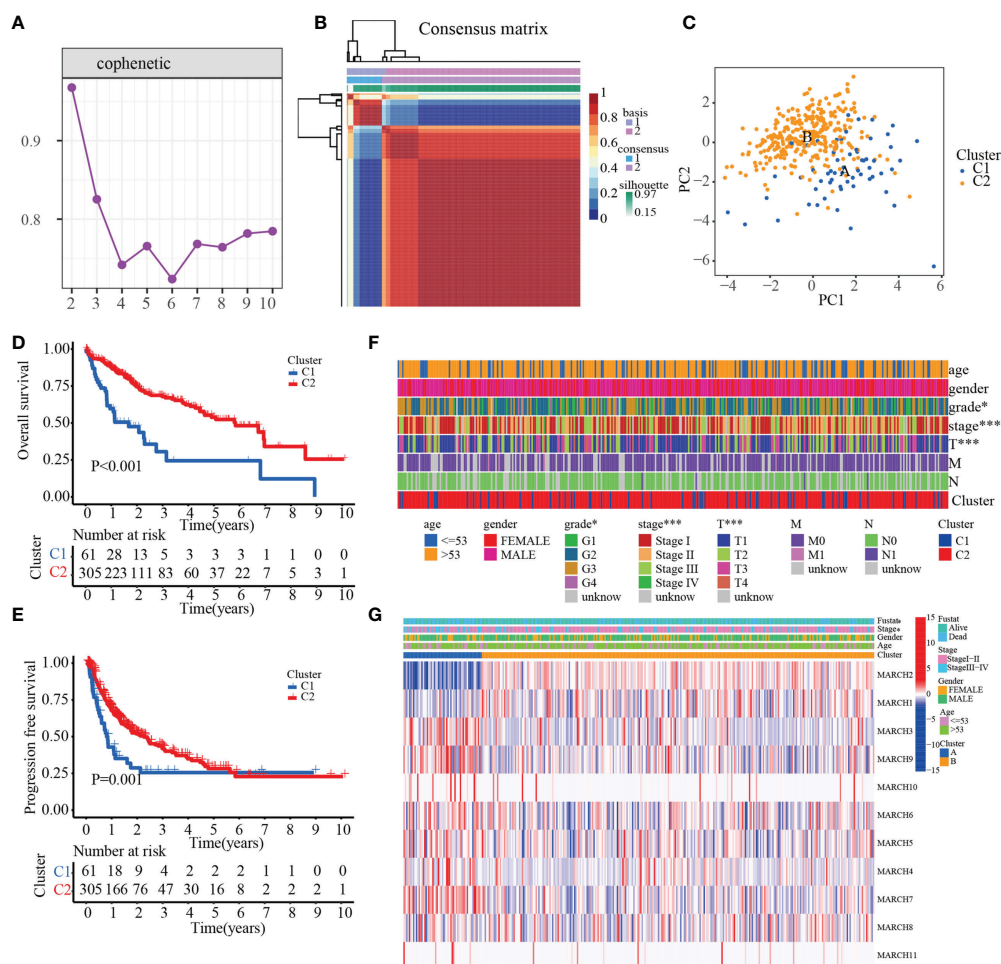 A
cophenetic
0.9
0.8
2 3 4 5 6 7 8 9 10
B
Consensus matrix
1
0.8
0.6
0.4
0.2
0
basis
1
2
consensus
1
2
silhouette
0.97
0.15
C
PC2
2
0
−2
−4
−6
B
A
−4 −2 0 2 4 6
PC1
Cluster
C1
C2
D
Overall survival
1.00
0.75
0.50
0.25
0.00
Cluster
C1
C2
P<0.001
0 1 2 3 4 5 6 7 8 9 10
Time(years)
Number at risk
Cluster
C1 61 28 13 5 3 3 3 1 1 0 0
C2 305 223 111 83 60 37 22 7 5 3 1
0 1 2 3 4 5 6 7 8 9 10
Time(years)
E
Progression free survival
1.00
0.75
0.50
0.25
0.00
Cluster
C1
C2
P=0.001
0 1 2 3 4 5 6 7 8 9 10
Time(years)
Number at risk
Cluster
C1 61 18 9 4 2 2 2 1 1 0 0
C2 305 166 76 47 30 16 8 2 2 2 1
0 1 2 3 4 5 6 7 8 9 10
Time(years)
F
age
gender
grade*
stage***
T***
M
N
Cluster
age
<=53
>53
gender
FEMALE
MALE
grade*
G1
G2
G3
G4
unknow
stage***
Stage I
Stage II
Stage III
Stage IV
unknow
T***
T1
T2
T3
T4
unknow
M
M0
M1
unknow
N
N0
N1
unknow
Cluster
C1
C2
G
Fustat*
Stage*
Gender
Age
Cluster
MARCH2
MARCH1
MARCH3
MARCH9
MARCH10
MARCH6
MARCH5
MARCH4
MARCH7
MARCH8
MARCH11
15
10
5
0
−5
−10
−15
Fustat
Alive
Dead
Stage
StageI−II
StageIII−IV
Gender
FEMALE
MALE
Age
<=53
>53
Cluster
A
B